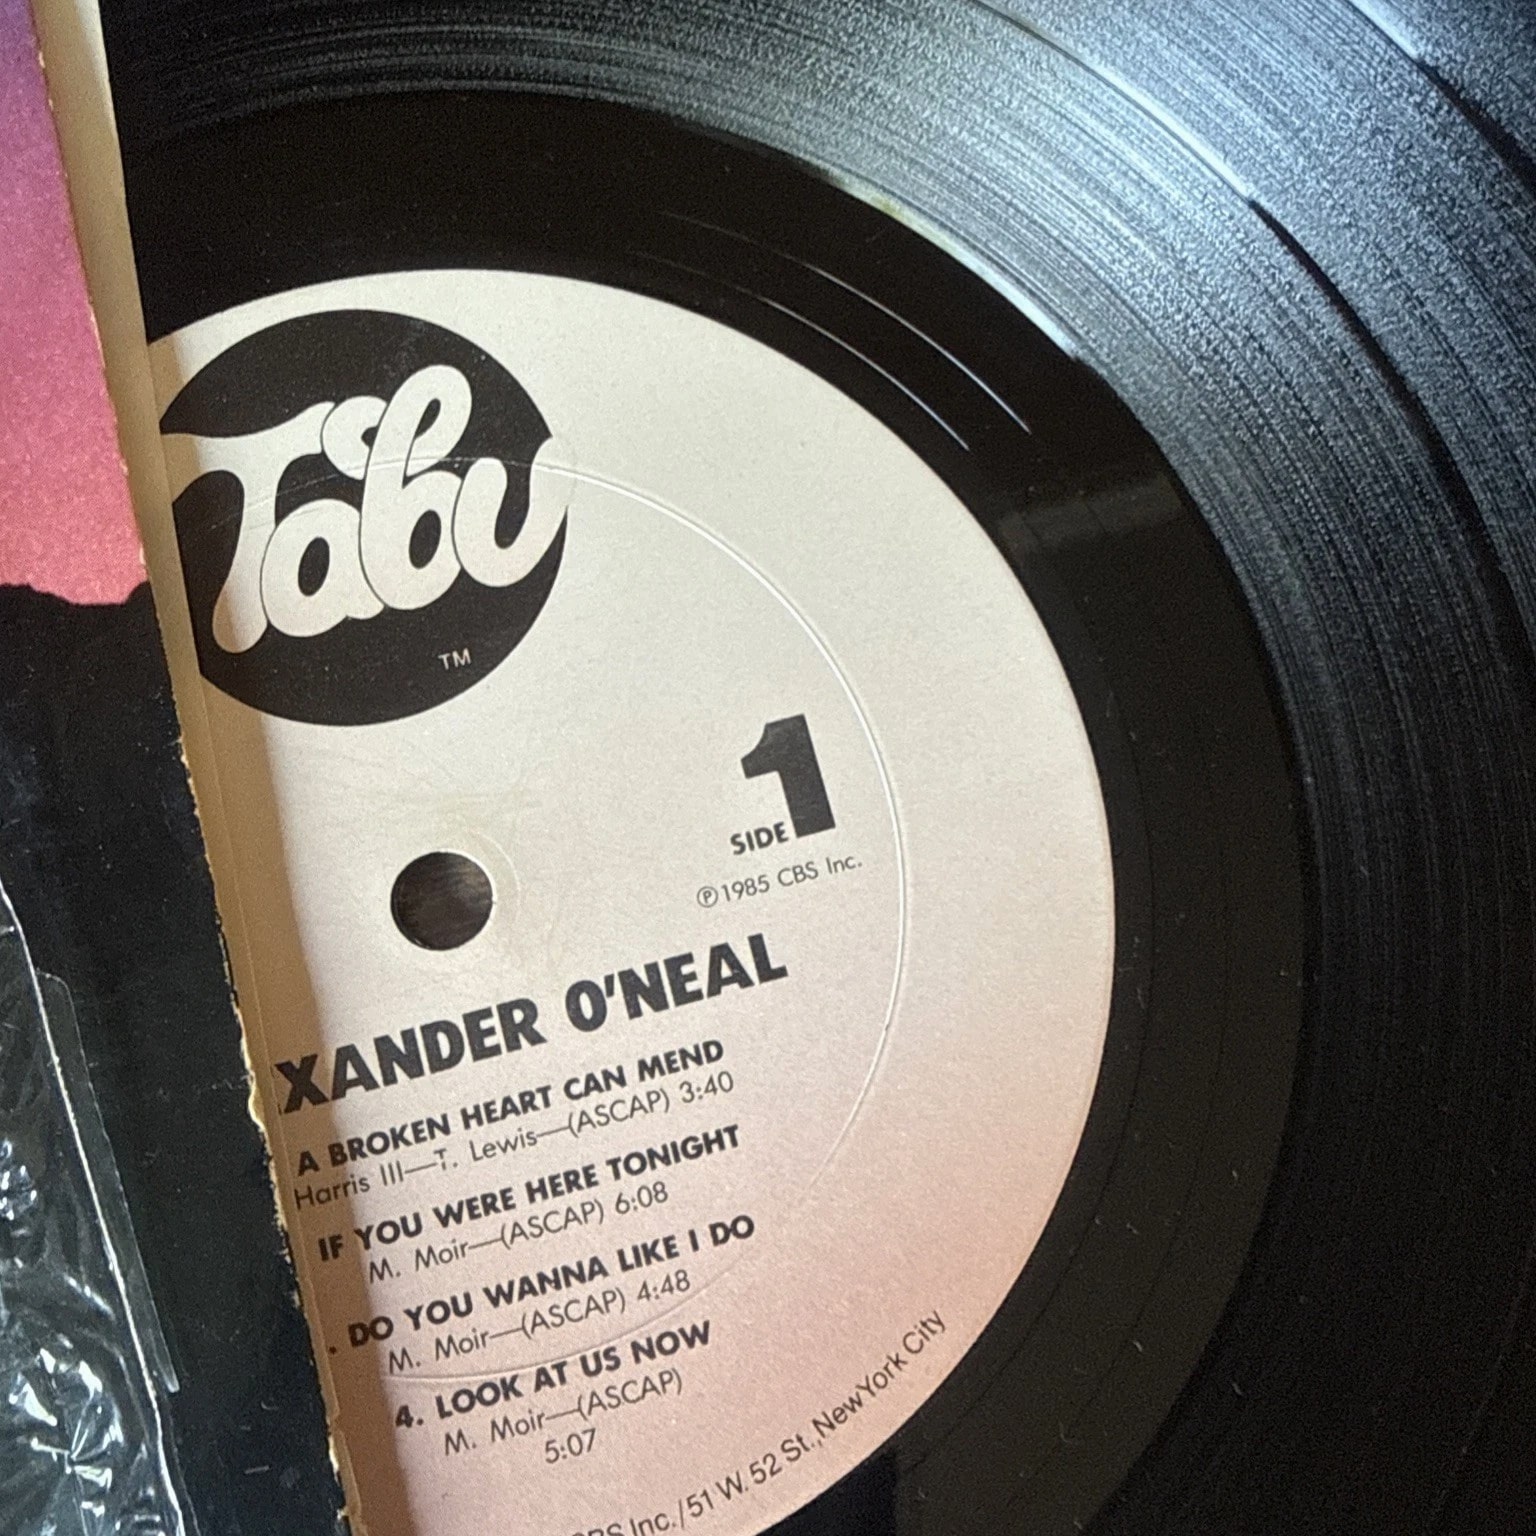 Tabu
TM
SIDE 1
℗1985 CBS Inc.
XANDER O'NEAL
A BROKEN HEART CAN MEND
Harris III—T. Lewis—(ASCAP) 3:40
IF YOU WERE HERE TONIGHT
M. Moir—(ASCAP) 6:08
. DO YOU WANNA LIKE I DO
M. Moir—(ASCAP) 4:48
4. LOOK AT US NOW
M. Moir—(ASCAP)
5:07
Inc./51 W. 52 St., New York City